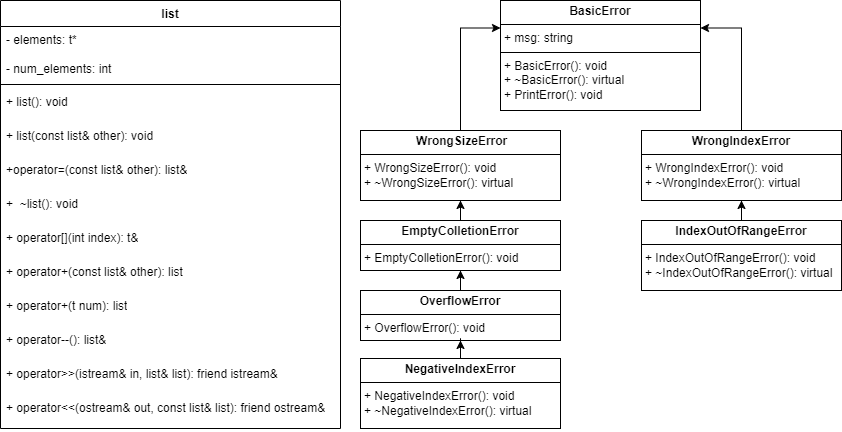 list
- elements: t*
- num_elements: int
+ list(): void
+ list(const list& other): void
+operator=(const list& other): list&
+  ~list(): void
+ operator[](int index): t&
+ operator+(const list& other): list
+ operator+(t num): list
+ operator--(): list&
+ operator>>(istream& in, list& list): friend istream&
+ operator<<(ostream& out, const list& list): friend ostream&
BasicError
+ msg: string
+ BasicError(): void
+ ~BasicError(): virtual
+ PrintError(): void
WrongSizeError
+ WrongSizeError(): void
+ ~WrongSizeError(): virtual
EmptyColletionError
+ EmptyColletionError(): void
OverflowError
+ OverflowError(): void
NegativeIndexError
+ NegativeIndexError(): void
+ ~NegativeIndexError(): virtual
WrongIndexError
+ WrongIndexError(): void
+ ~WrongIndexError(): virtual
IndexOutOfRangeError
+ IndexOutOfRangeError(): void
+ ~IndexOutOfRangeError(): virtual